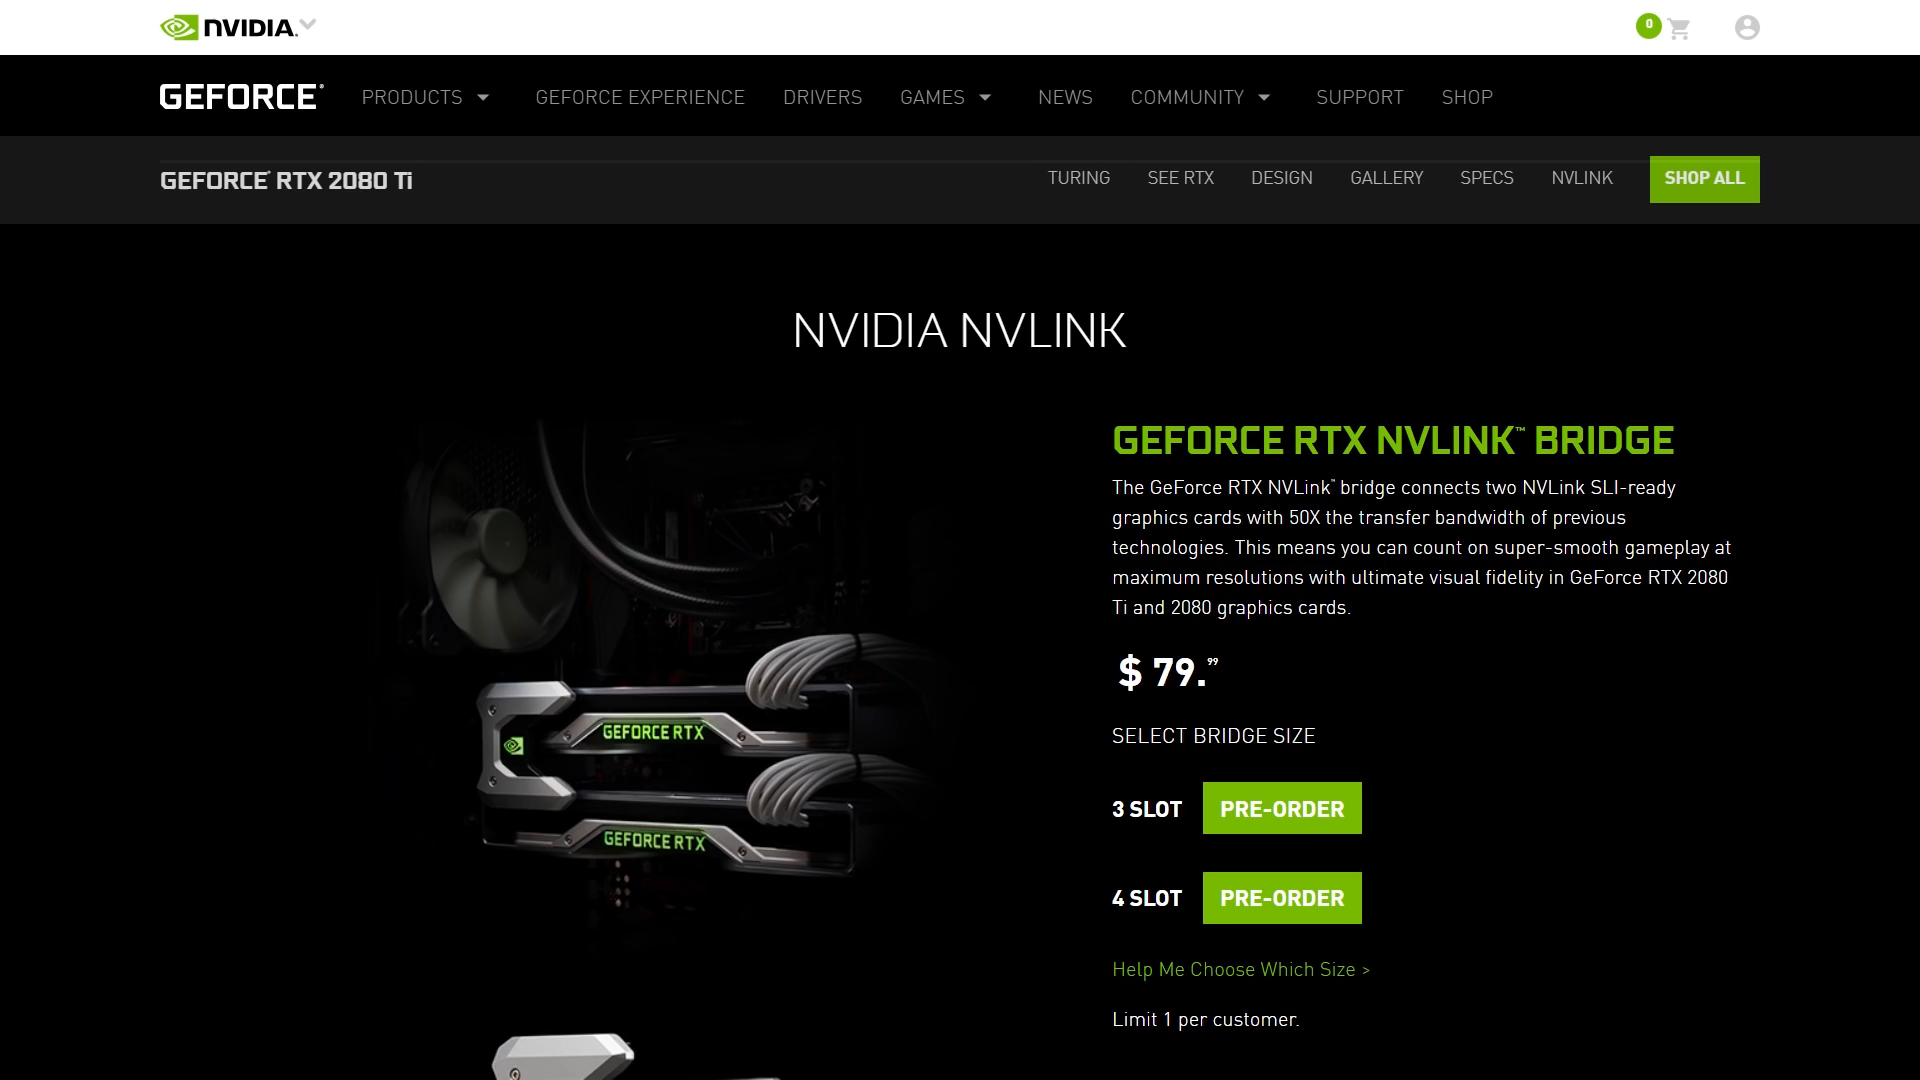 NVIDIA.
0
GEFORCE® PRODUCTS GEFORCE EXPERIENCE DRIVERS GAMES NEWS COMMUNITY SUPPORT SHOP
GEFORCE® RTX 2080 Ti TURING SEE RTX DESIGN GALLERY SPECS NVLINK SHOP ALL
NVIDIA NVLINK
GEFORCE RTX NVLINK™ BRIDGE
The GeForce RTX NVLink™ bridge connects two NVLink SLI-ready
graphics cards with 50X the transfer bandwidth of previous
technologies. This means you can count on super-smooth gameplay at
maximum resolutions with ultimate visual fidelity in GeForce RTX 2080
Ti and 2080 graphics cards.
$ 79.99
SELECT BRIDGE SIZE
3 SLOT PRE-ORDER
4 SLOT PRE-ORDER
Help Me Choose Which Size >
Limit 1 per customer.
GEFORCE RTX
GEFORCE RTX